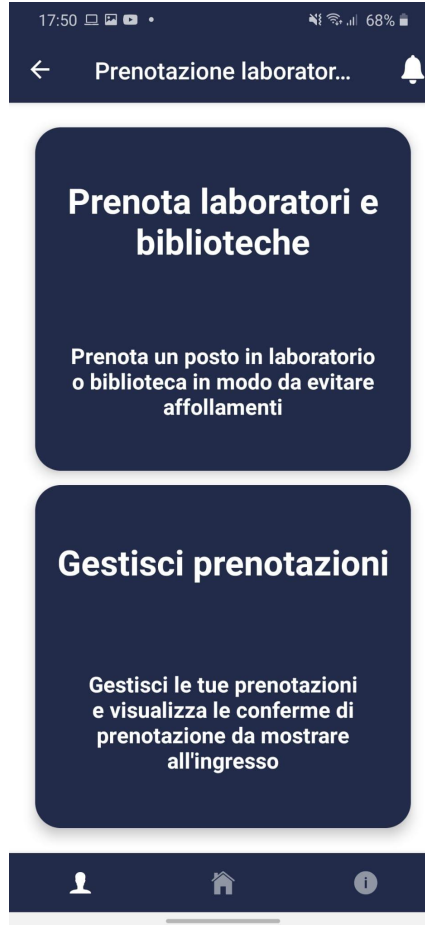 17:50 68%
Prenotazione laborator...
Prenota laboratori e
biblioteche
Prenota un posto in laboratorio
o biblioteca in modo da evitare
affollamenti
Gestisci prenotazioni
Gestisci le tue prenotazioni
e visualizza le conferme di
prenotazione da mostrare
all'ingresso